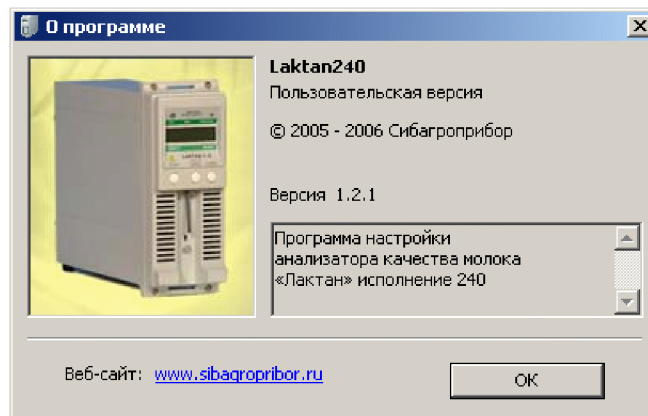 О программе
Laktan240
Пользовательская версия
© 2005 - 2006 Сибагроприбор
Версия 1.2.1
Программа настройки
анализатора качества молока
«Лактан» исполнение 240
Веб-сайт: www.sibagropribor.ru
ОК